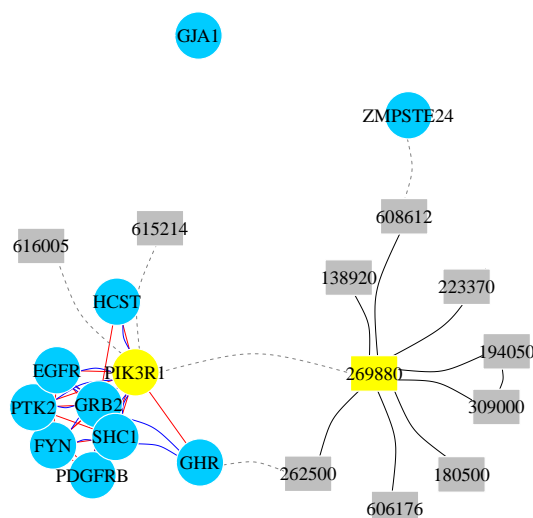 GJA1
ZMPSTE24
608612
615214
616005
138920
223370
HCST
194050
EGFR
PIK3R1
269880
PTK2
GRB2
309000
SHC1
FYN
GHR
PDGFRB
262500
180500
606176